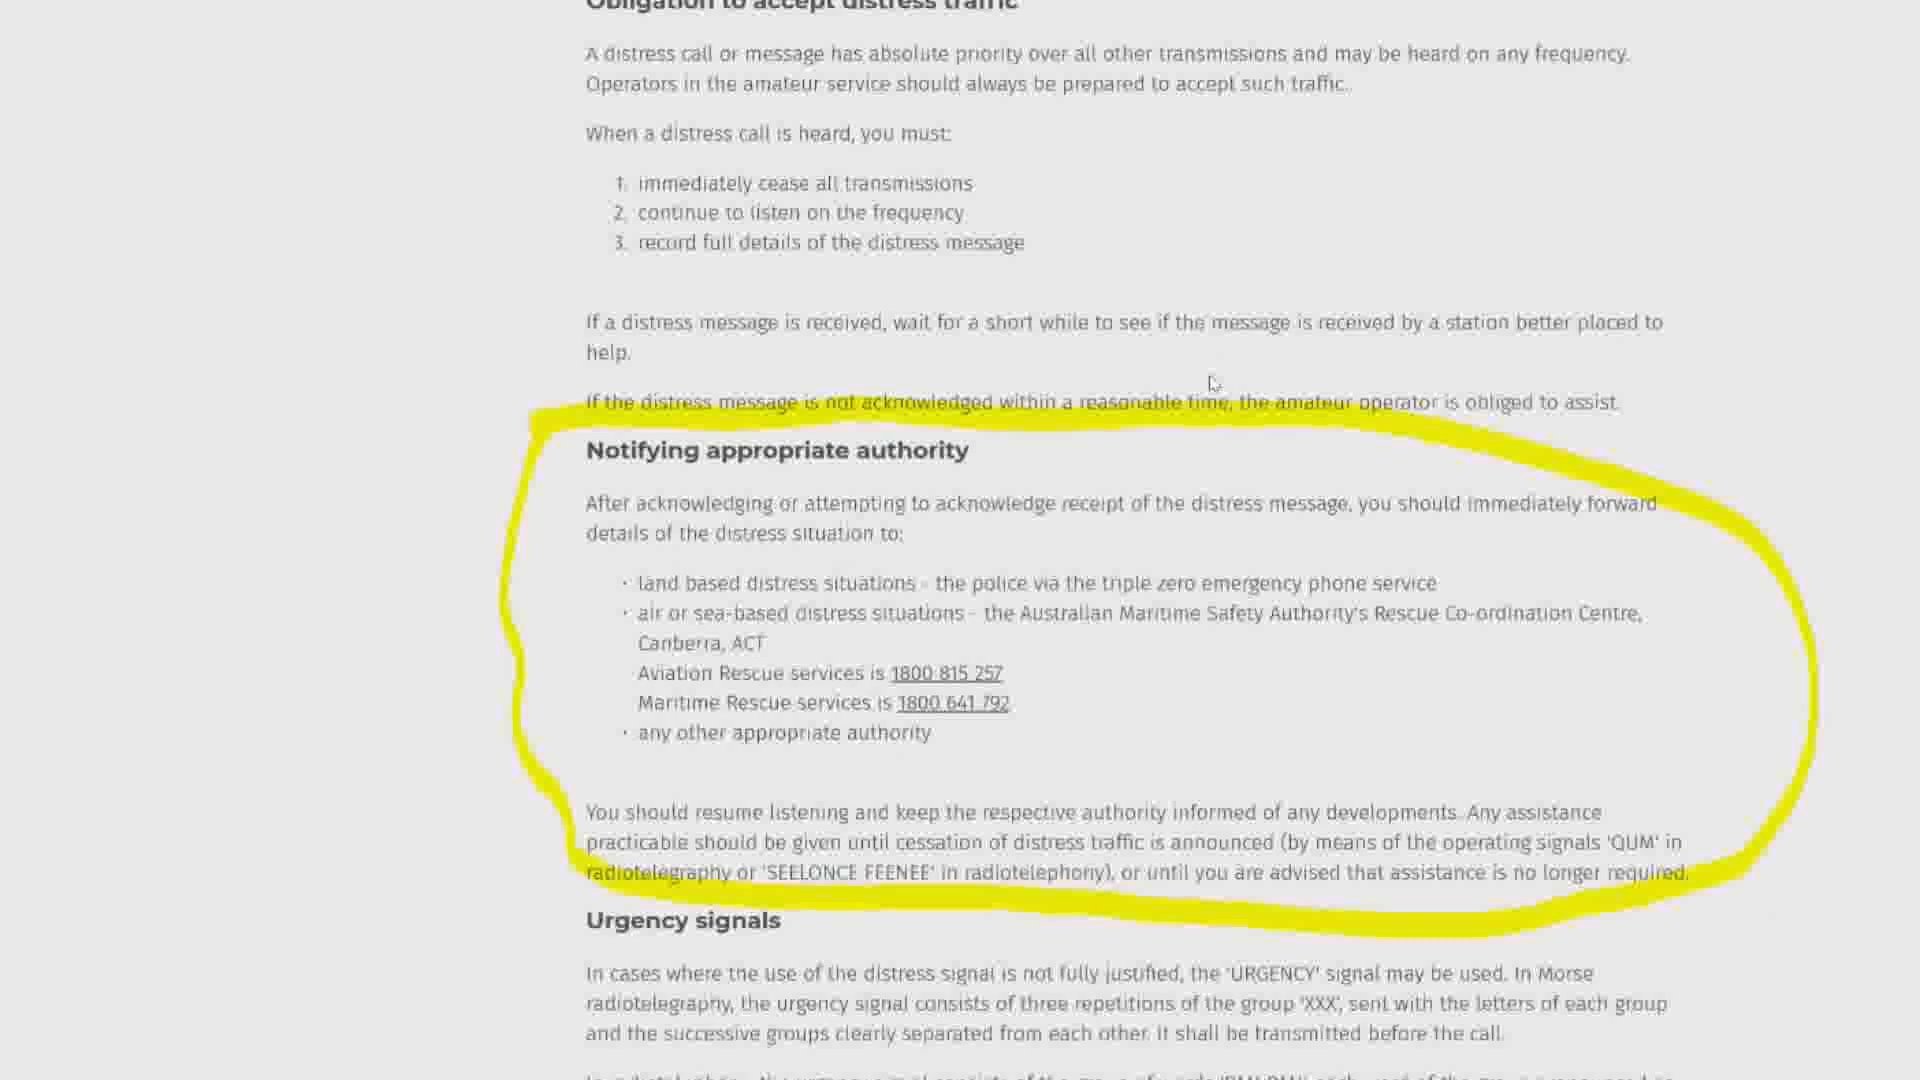 Obligation to accept distress traffic
A distress call or message has absolute priority over all other transmissions and may be heard on any frequency.
Operators in the amateur service should always be prepared to accept such traffic.
When a distress call is heard, you must:
1. immediately cease all transmissions
2. continue to listen on the frequency
3. record full details of the distress message
If a distress message is received, wait for a short while to see if the message is received by a station better placed to
help.
If the distress message is not acknowledged within a reasonable time, the amateur operator is obliged to assist.
Notifying appropriate authority
After acknowledging or attempting to acknowledge receipt of the distress message, you should immediately forward
details of the distress situation to:
· land based distress situations - the police via the triple zero emergency phone service
· air or sea-based distress situations - the Australian Maritime Safety Authority's Rescue Co-ordination Centre,
Canberra, ACT
Aviation Rescue services is 1800 815 257
Maritime Rescue services is 1800 641 792
· any other appropriate authority
You should resume listening and keep the respective authority informed of any developments. Any assistance
practicable should be given until cessation of distress traffic is announced (by means of the operating signals 'QUM' in
radiotelegraphy or 'SEELONCE FEENEE' in radiotelephony), or until you are advised that assistance is no longer required.
Urgency signals
In cases where the use of the distress signal is not fully justified, the 'URGENCY' signal may be used. In Morse
radiotelegraphy, the urgency signal consists of three repetitions of the group 'XXX', sent with the letters of each group
and the successive groups clearly separated from each other. It shall be transmitted before the call.